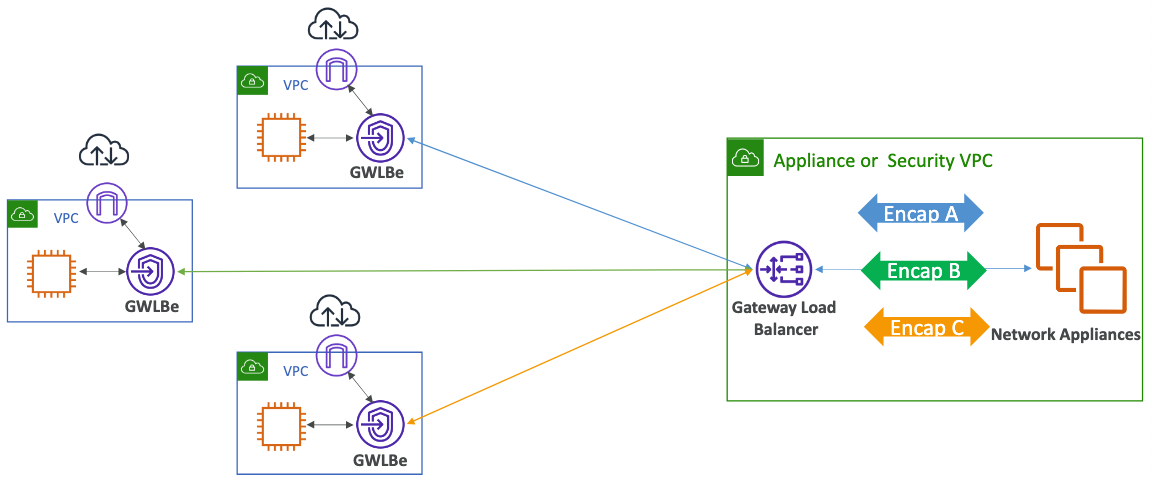 VPC
GWLBe
VPC
GWLBe
VPC
GWLBe
Appliance or Security VPC
Encap A
Encap B
Encap C
Gateway Load
Balancer
Network Appliances